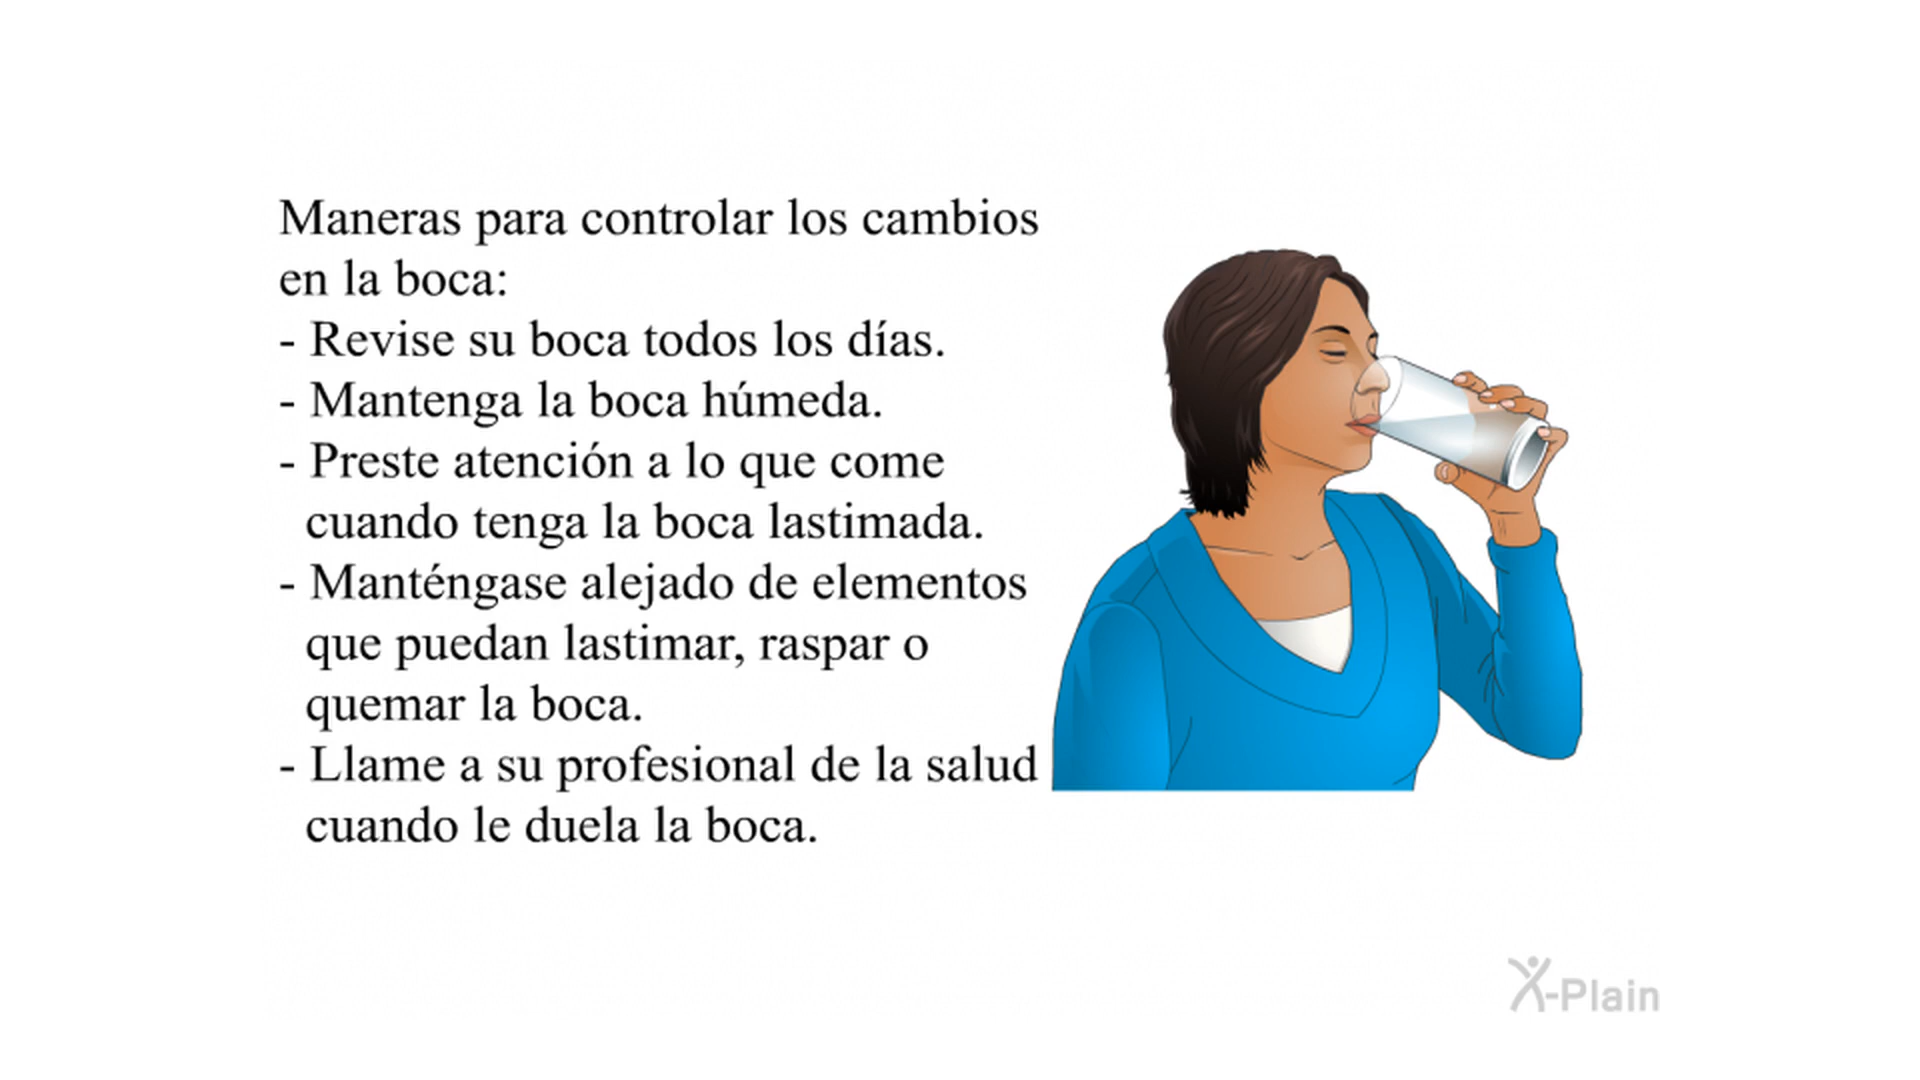 Maneras para controlar los cambios
en la boca:
- Revise su boca todos los días.
- Mantenga la boca húmeda.
- Preste atención a lo que come
cuando tenga la boca lastimada.
- Manténgase alejado de elementos
que puedan lastimar, raspar o
quemar la boca.
- Llame a su profesional de la salud
cuando le duela la boca.
X-Plain